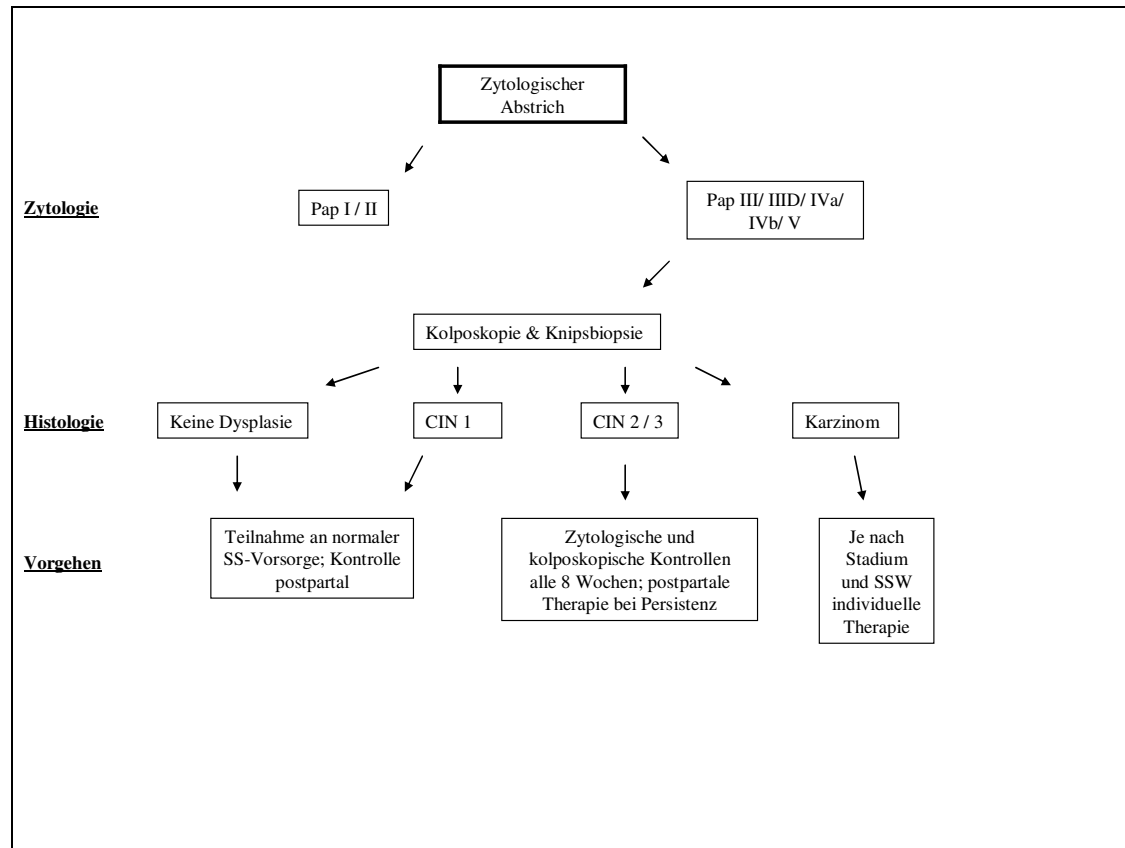 Zytologischer
Abstrich
Zytologie
Pap I / II
Pap III/ IIID/ IVa/
IVb/ V
Kolposkopie & Knipsbiopsie
Histologie
Keine Dysplasie
CIN 1
CIN 2 / 3
Karzinom
Vorgehen
Teilnahme an normaler
SS-Vorsorge; Kontrolle
postpartal
Zytologische und
kolposkopische Kontrollen
alle 8 Wochen; postpartale
Therapie bei Persistenz
Je nach
Stadium
und SSW
individuelle
Therapie